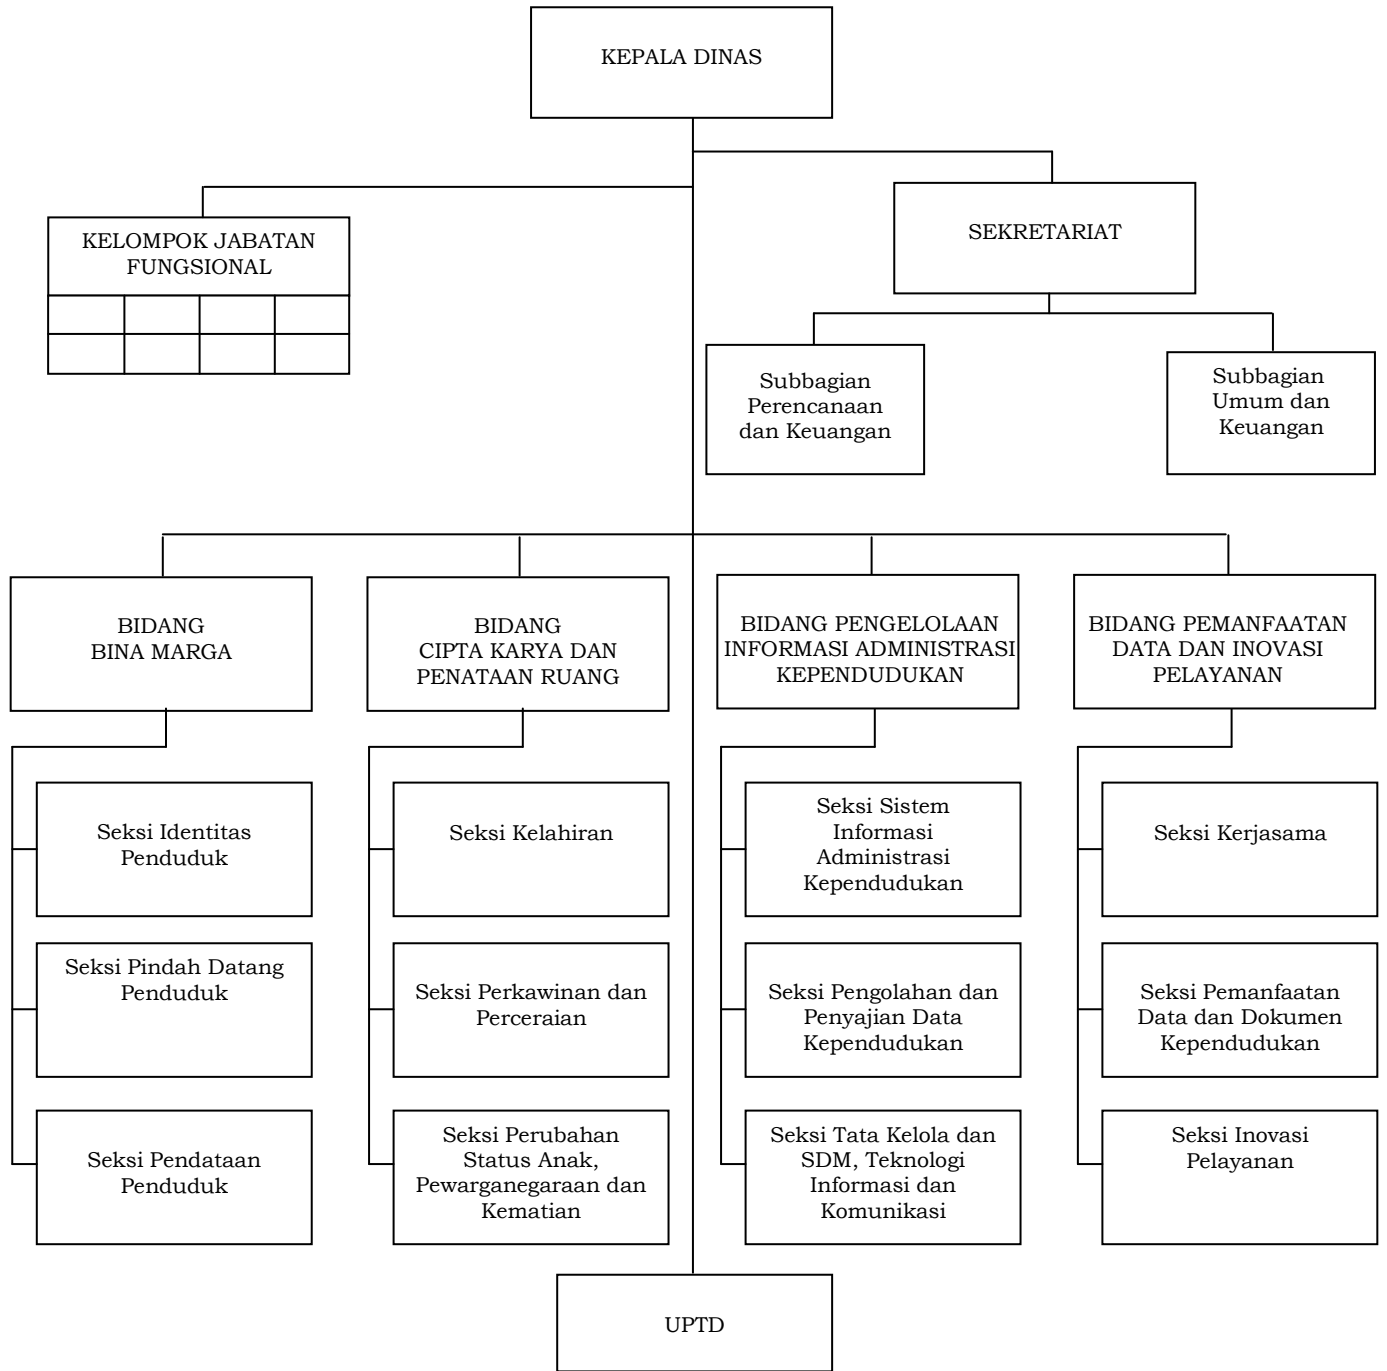 KEPALA DINAS
KELOMPOK JABATAN
FUNGSIONAL
SEKRETARIAT
Subbagian
Perencanaan
dan Keuangan
Subbagian
Umum dan
Keuangan
BIDANG
BINA MARGA
BIDANG
CIPTA KARYA DAN
PENATAAN RUANG
BIDANG PENGELOLAAN
INFORMASI ADMINISTRASI
KEPENDUDUKAN
BIDANG PEMANFAATAN
DATA DAN INOVASI
PELAYANAN
Seksi Identitas
Penduduk
Seksi Kelahiran
Seksi Sistem
Informasi
Administrasi
Kependudukan
Seksi Kerjasama
Seksi Pindah Datang
Penduduk
Seksi Perkawinan dan
Perceraian
Seksi Pengolahan dan
Penyajian Data
Kependudukan
Seksi Pemanfaatan
Data dan Dokumen
Kependudukan
Seksi Pendataan
Penduduk
Seksi Perubahan
Status Anak,
Pewarganegaraan dan
Kematian
Seksi Tata Kelola dan
SDM, Teknologi
Informasi dan
Komunikasi
Seksi Inovasi
Pelayanan
UPTD